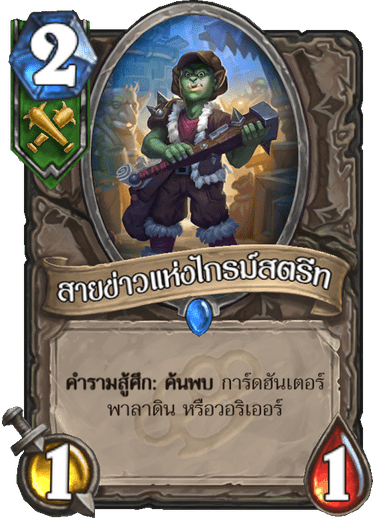 2
สายข่าวแห่งไกรม์สตรีท
คำรามสู้ศึก: ค้นพบ การ์ดฮันเตอร์
พาลาดิน หรือวอริเออร์
1
1